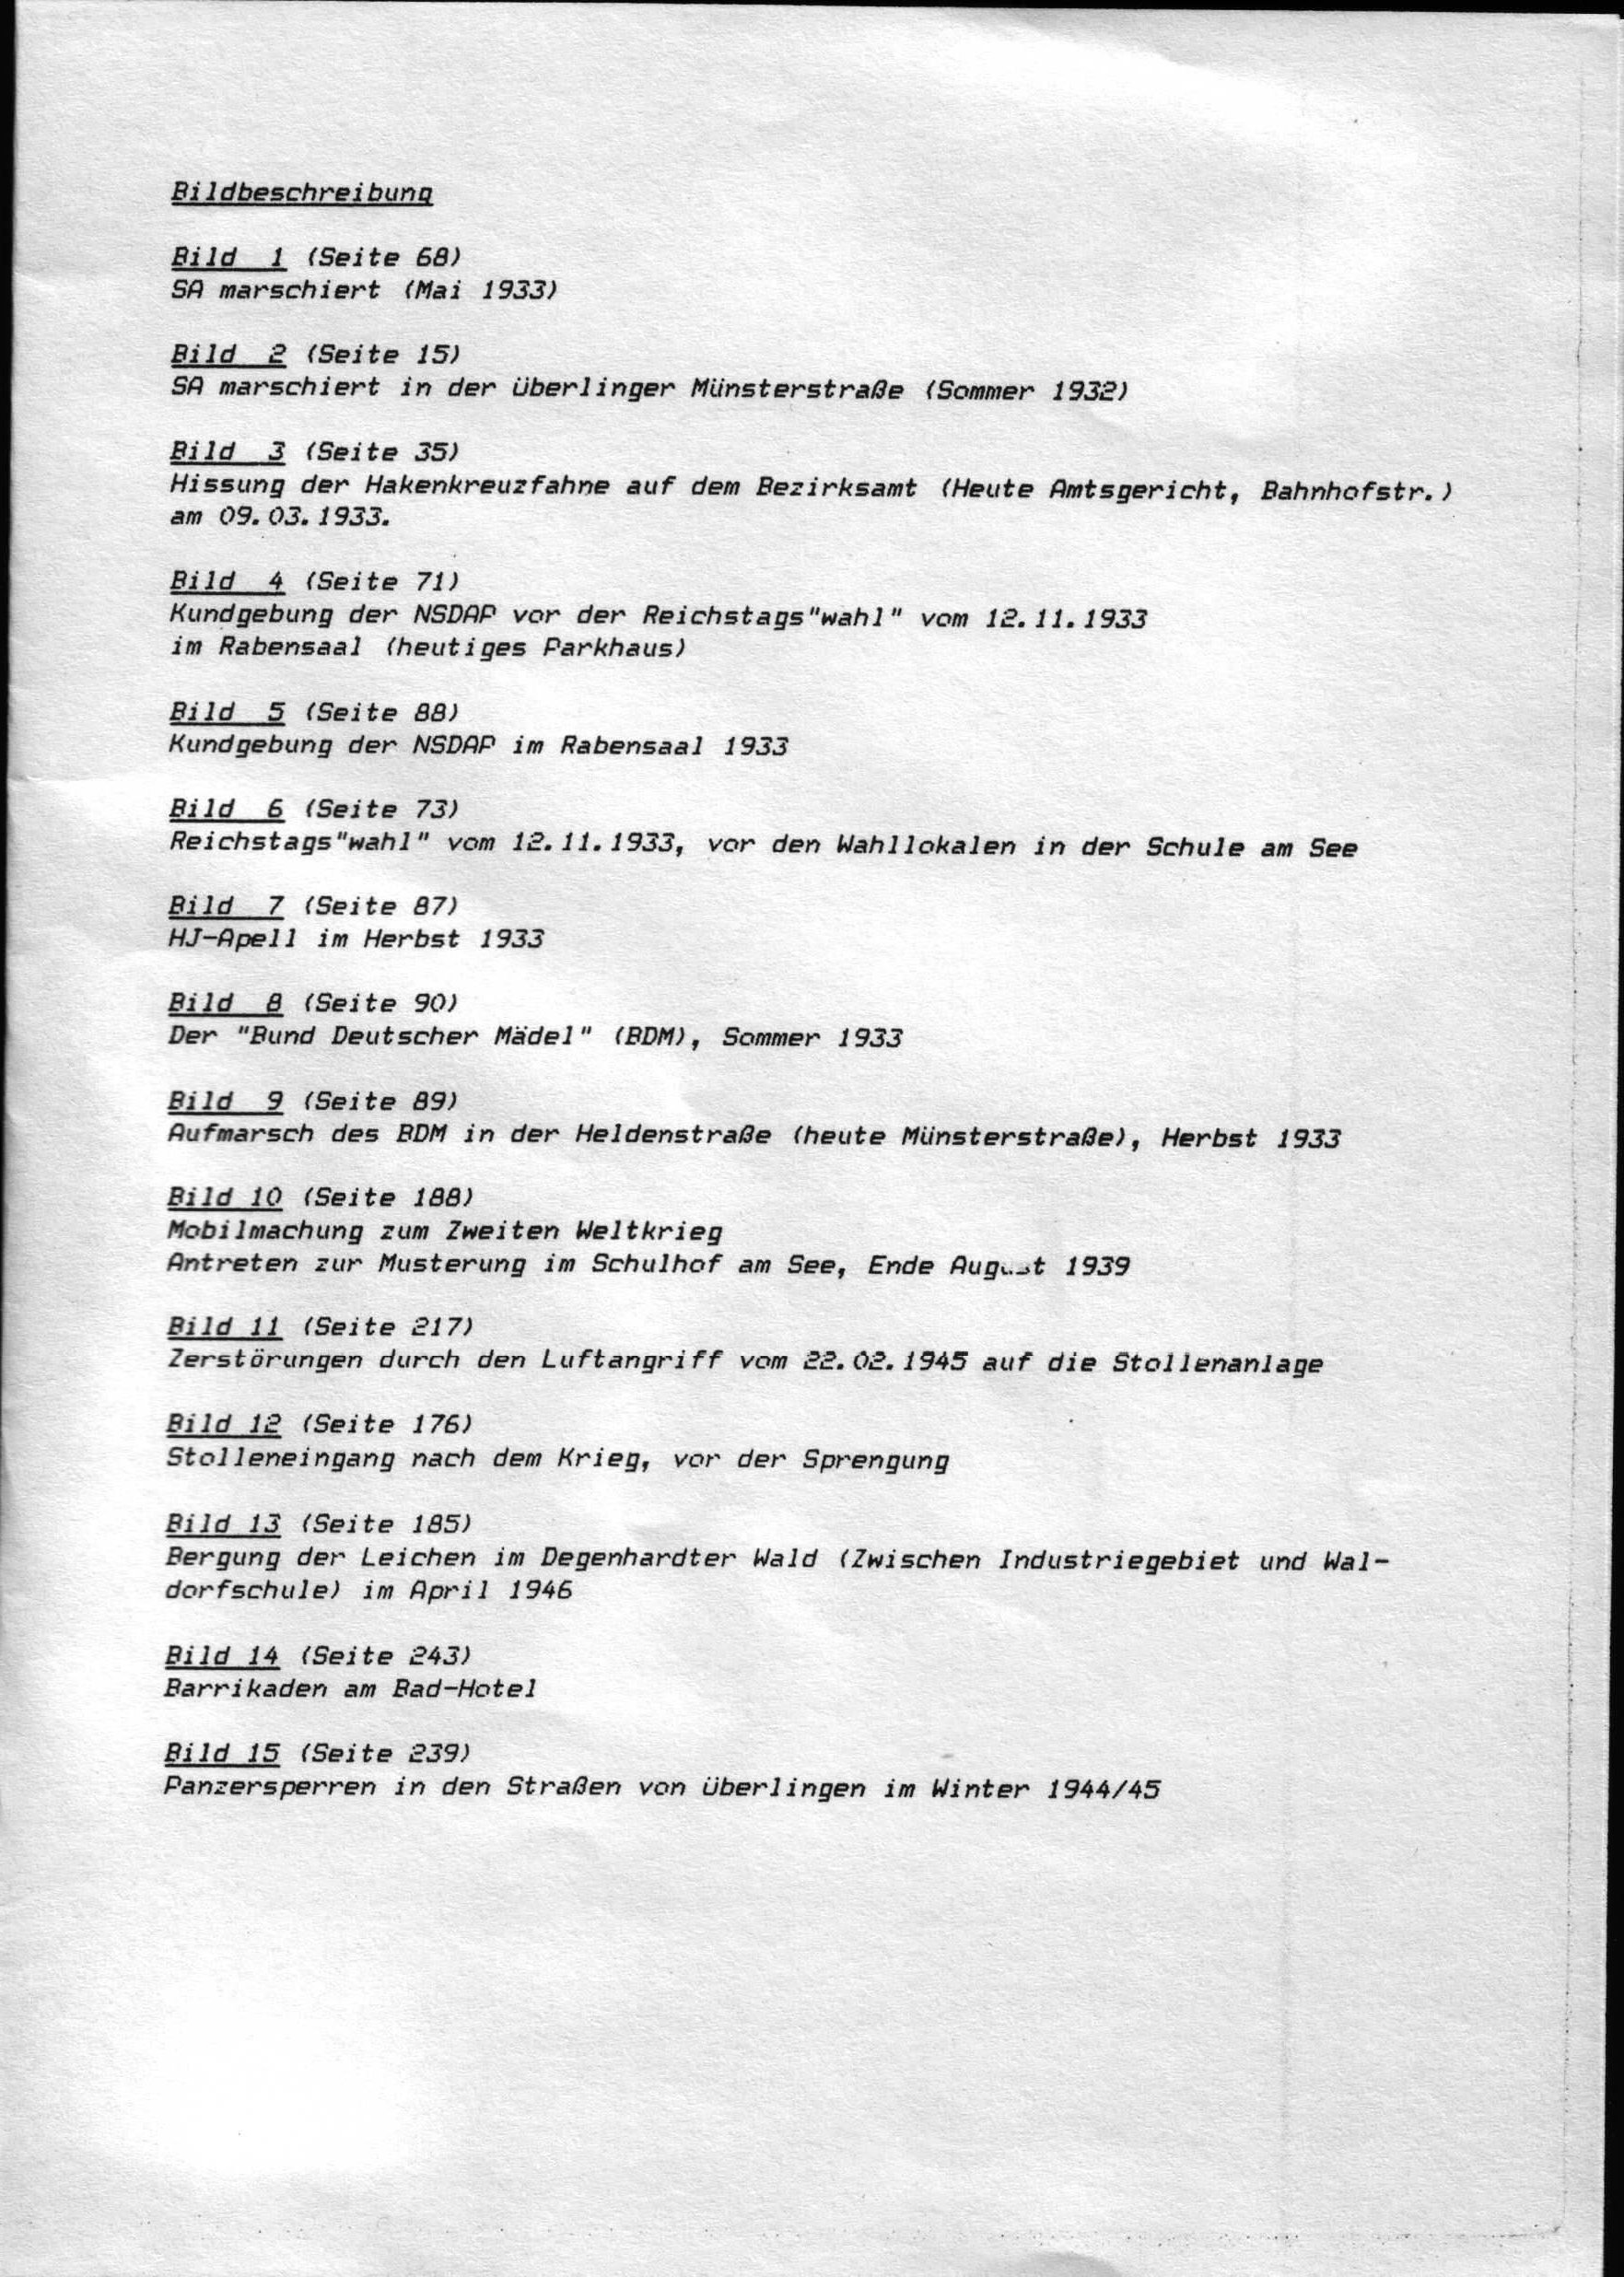 Bildbeschreibung
Bild 1 (Seite 68)
SA marschiert (Mai 1933)
Bild 2 (Seite 15)
SA marschiert in der überlinger Münsterstraße (Sommer 1932)
Bild 3 (Seite 35)
Hissung der Hakenkreuzfahne auf dem Bezirksamt (Heute Amtsgericht, Bahnhofstr.)
am 09.03.1933.
Bild 4 (Seite 71)
Kundgebung der NSDAP vor der Reichstags"wahl" vom 12.11.1933
im Rabensaal (heutiges Parkhaus)
Bild 5 (Seite 88)
Kundgebung der NSDAP im Rabensaal 1933
Bild 6 (Seite 73)
Reichstags"wahl" vom 12.11.1933, vor den Wahllokalen in der Schule am See
Bild 7 (Seite 87)
HJ-Apell im Herbst 1933
Bild 8 (Seite 90)
Der "Bund Deutscher Mädel" (BDM), Sommer 1933
Bild 9 (Seite 89)
Aufmarsch des BDM in der Heldenstraße (heute Münsterstraße), Herbst 1933
Bild 10 (Seite 188)
Mobilmachung zum Zweiten Weltkrieg
Antreten zur Musterung im Schulhof am See, Ende August 1939
Bild 11 (Seite 217)
Zerstörungen durch den Luftangriff vom 22.02.1945 auf die Stollenanlage
Bild 12 (Seite 176)
Stolleneingang nach dem Krieg, vor der Sprengung
Bild 13 (Seite 185)
Bergung der Leichen im Degenhardter Wald (Zwischen Industriegebiet und Wal-
dorfschule) im April 1946
Bild 14 (Seite 243)
Barrikaden am Bad-Hotel
Bild 15 (Seite 239)
Panzersperren in den Straßen von überlingen im Winter 1944/45